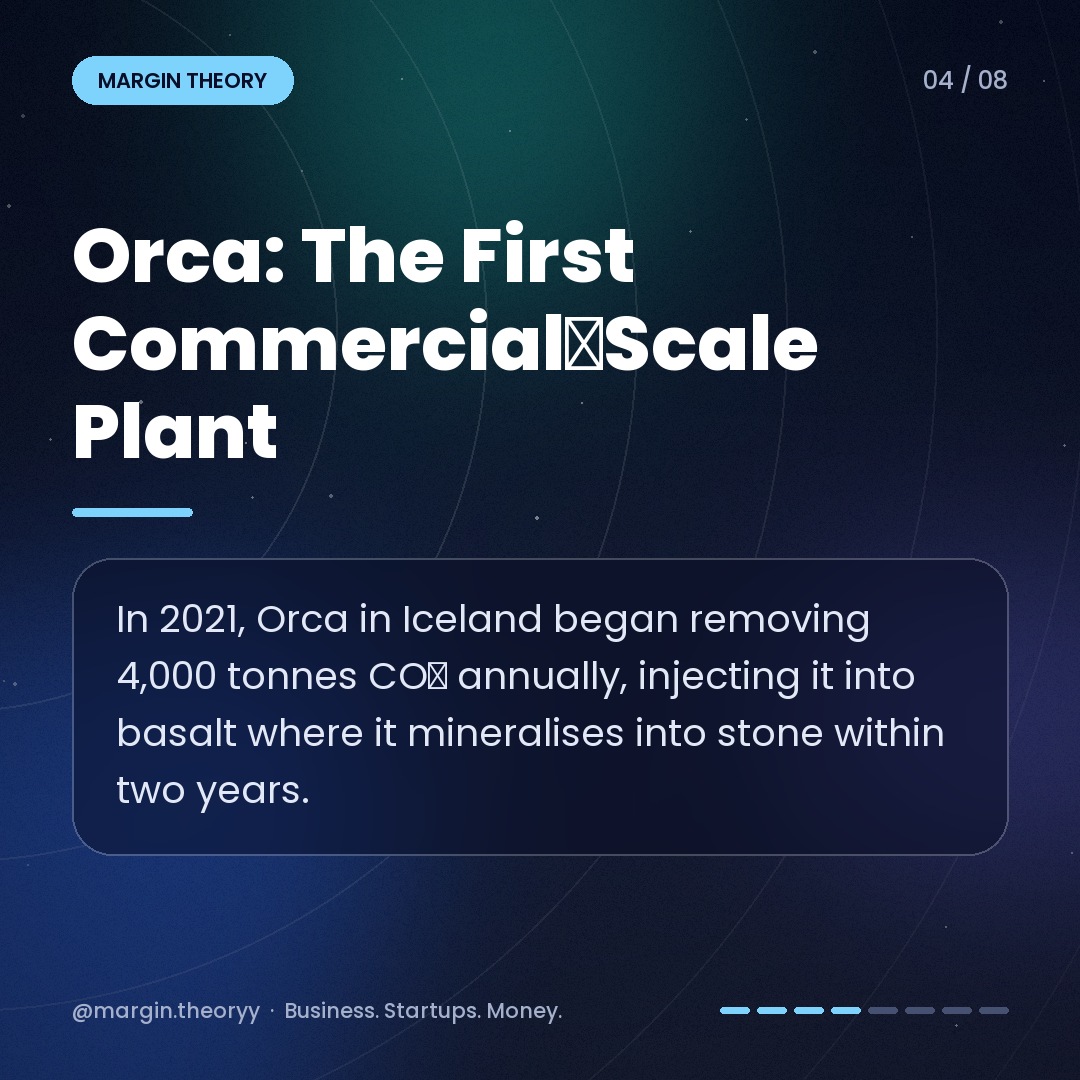 MARGIN THEORY
04 / 08
Orca: The First
Commercial□Scale
Plant
In 2021, Orca in Iceland began removing
4,000 tonnes CO□ annually, injecting it into
basalt where it mineralises into stone within
two years.
@margin.theoryy · Business. Startups. Money.